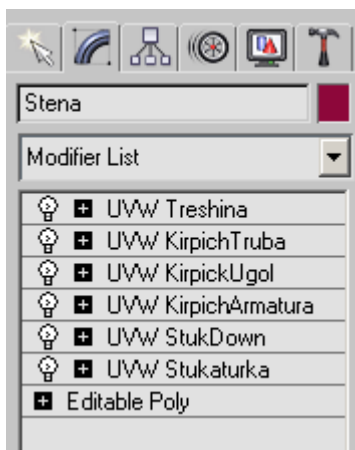 Stena
Modifier List
UVW Treshina
UVW KirpichTruba
UVW KirpickUgol
UVW KirpichArmatura
UVW StukDown
UVW Stukaturka
Editable Poly